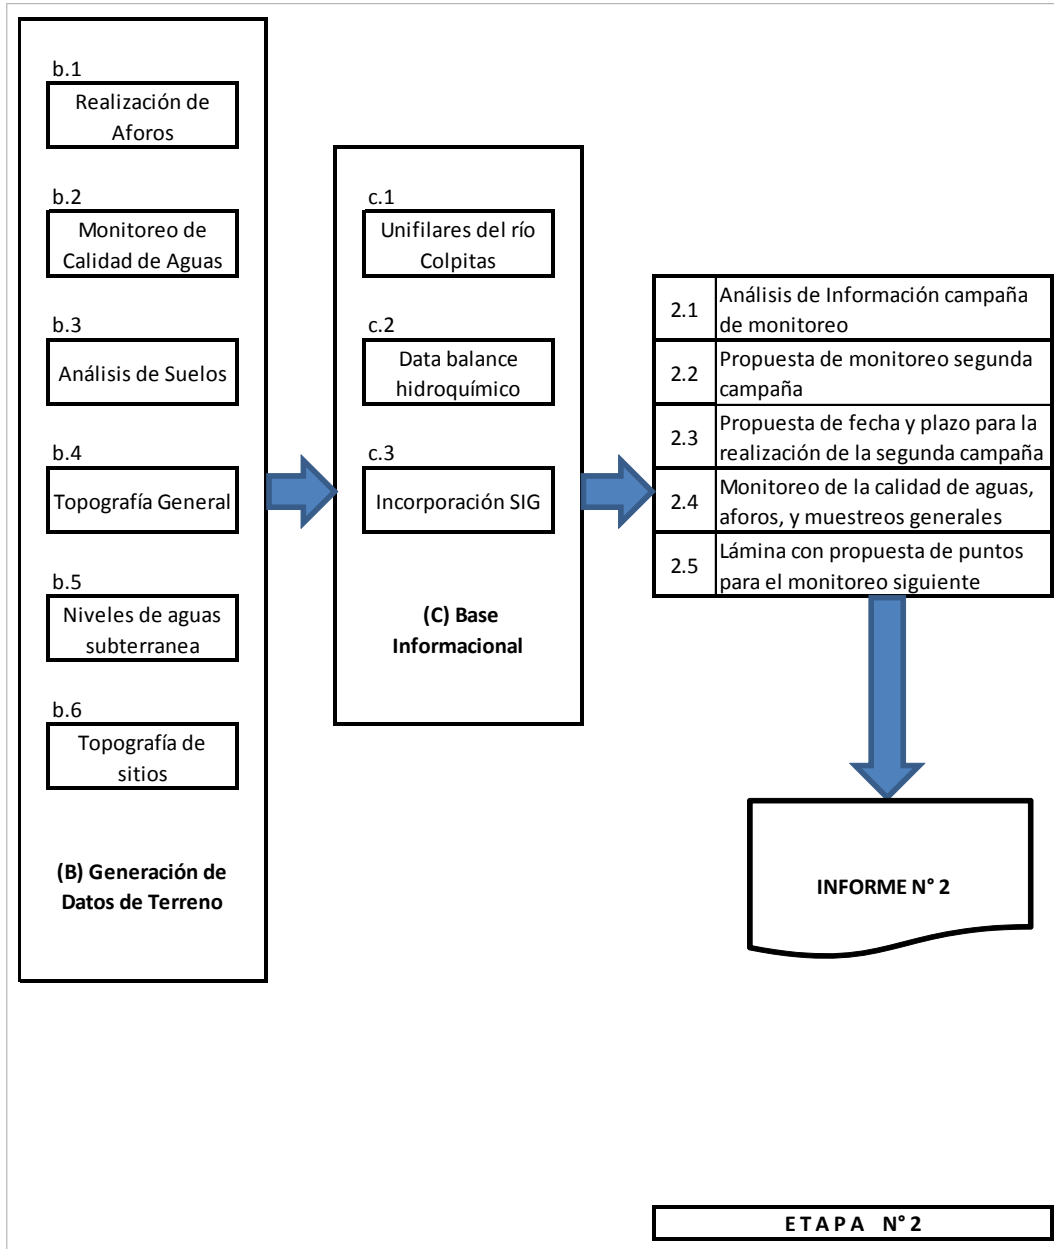 b.1
Realización de
Aforos
b.2
Monitoreo de
Calidad de Aguas
b.3
Análisis de Suelos
b.4
Topografía General
b.5
Niveles de aguas
subterranea
b.6
Topografía de
sitios
(B) Generación de
Datos de Terreno
c.1
Unifilares del río
Colpitas
c.2
Data balance
hidroquímico
c.3
Incorporación SIG
(C) Base
Informacional
2.1 Análisis de Información campaña
de monitoreo
2.2 Propuesta de monitoreo segunda
campaña
2.3 Propuesta de fecha y plazo para la
realización de la segunda campaña
2.4 Monitoreo de la calidad de aguas,
aforos, y muestreos generales
2.5 Lámina con propuesta de puntos
para el monitoreo siguiente
INFORME N° 2
ETAPA N° 2